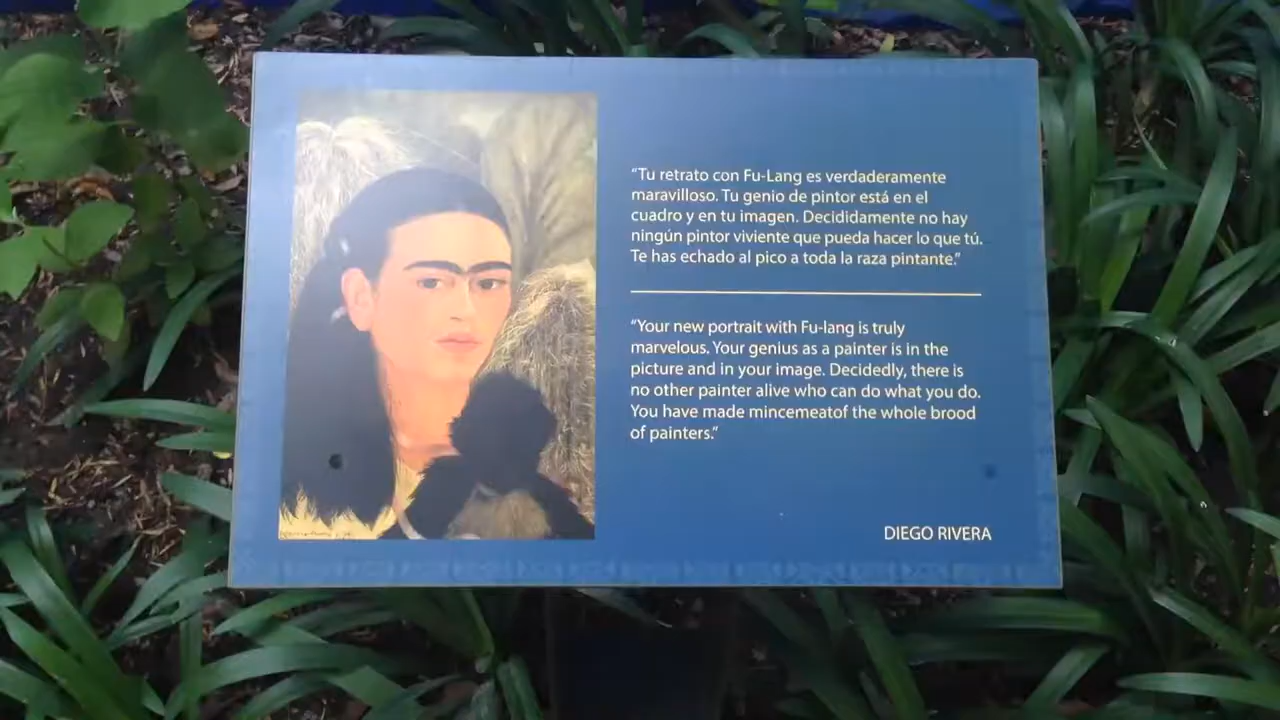 “Tu retrato con Fu-Lang es verdaderamente
maravilloso. Tu genio de pintor está en el
cuadro y en tu imagen. Decididamente no hay
ningún pintor viviente que pueda hacer lo que tú.
Te has echado al pico a toda la raza pintante.”
“Your new portrait with Fu-lang is truly
marvelous. Your genius as a painter is in the
picture and in your image. Decidedly, there is
no other painter alive who can do what you do.
You have made mincemeatof the whole brood
of painters.”
DIEGO RIVERA